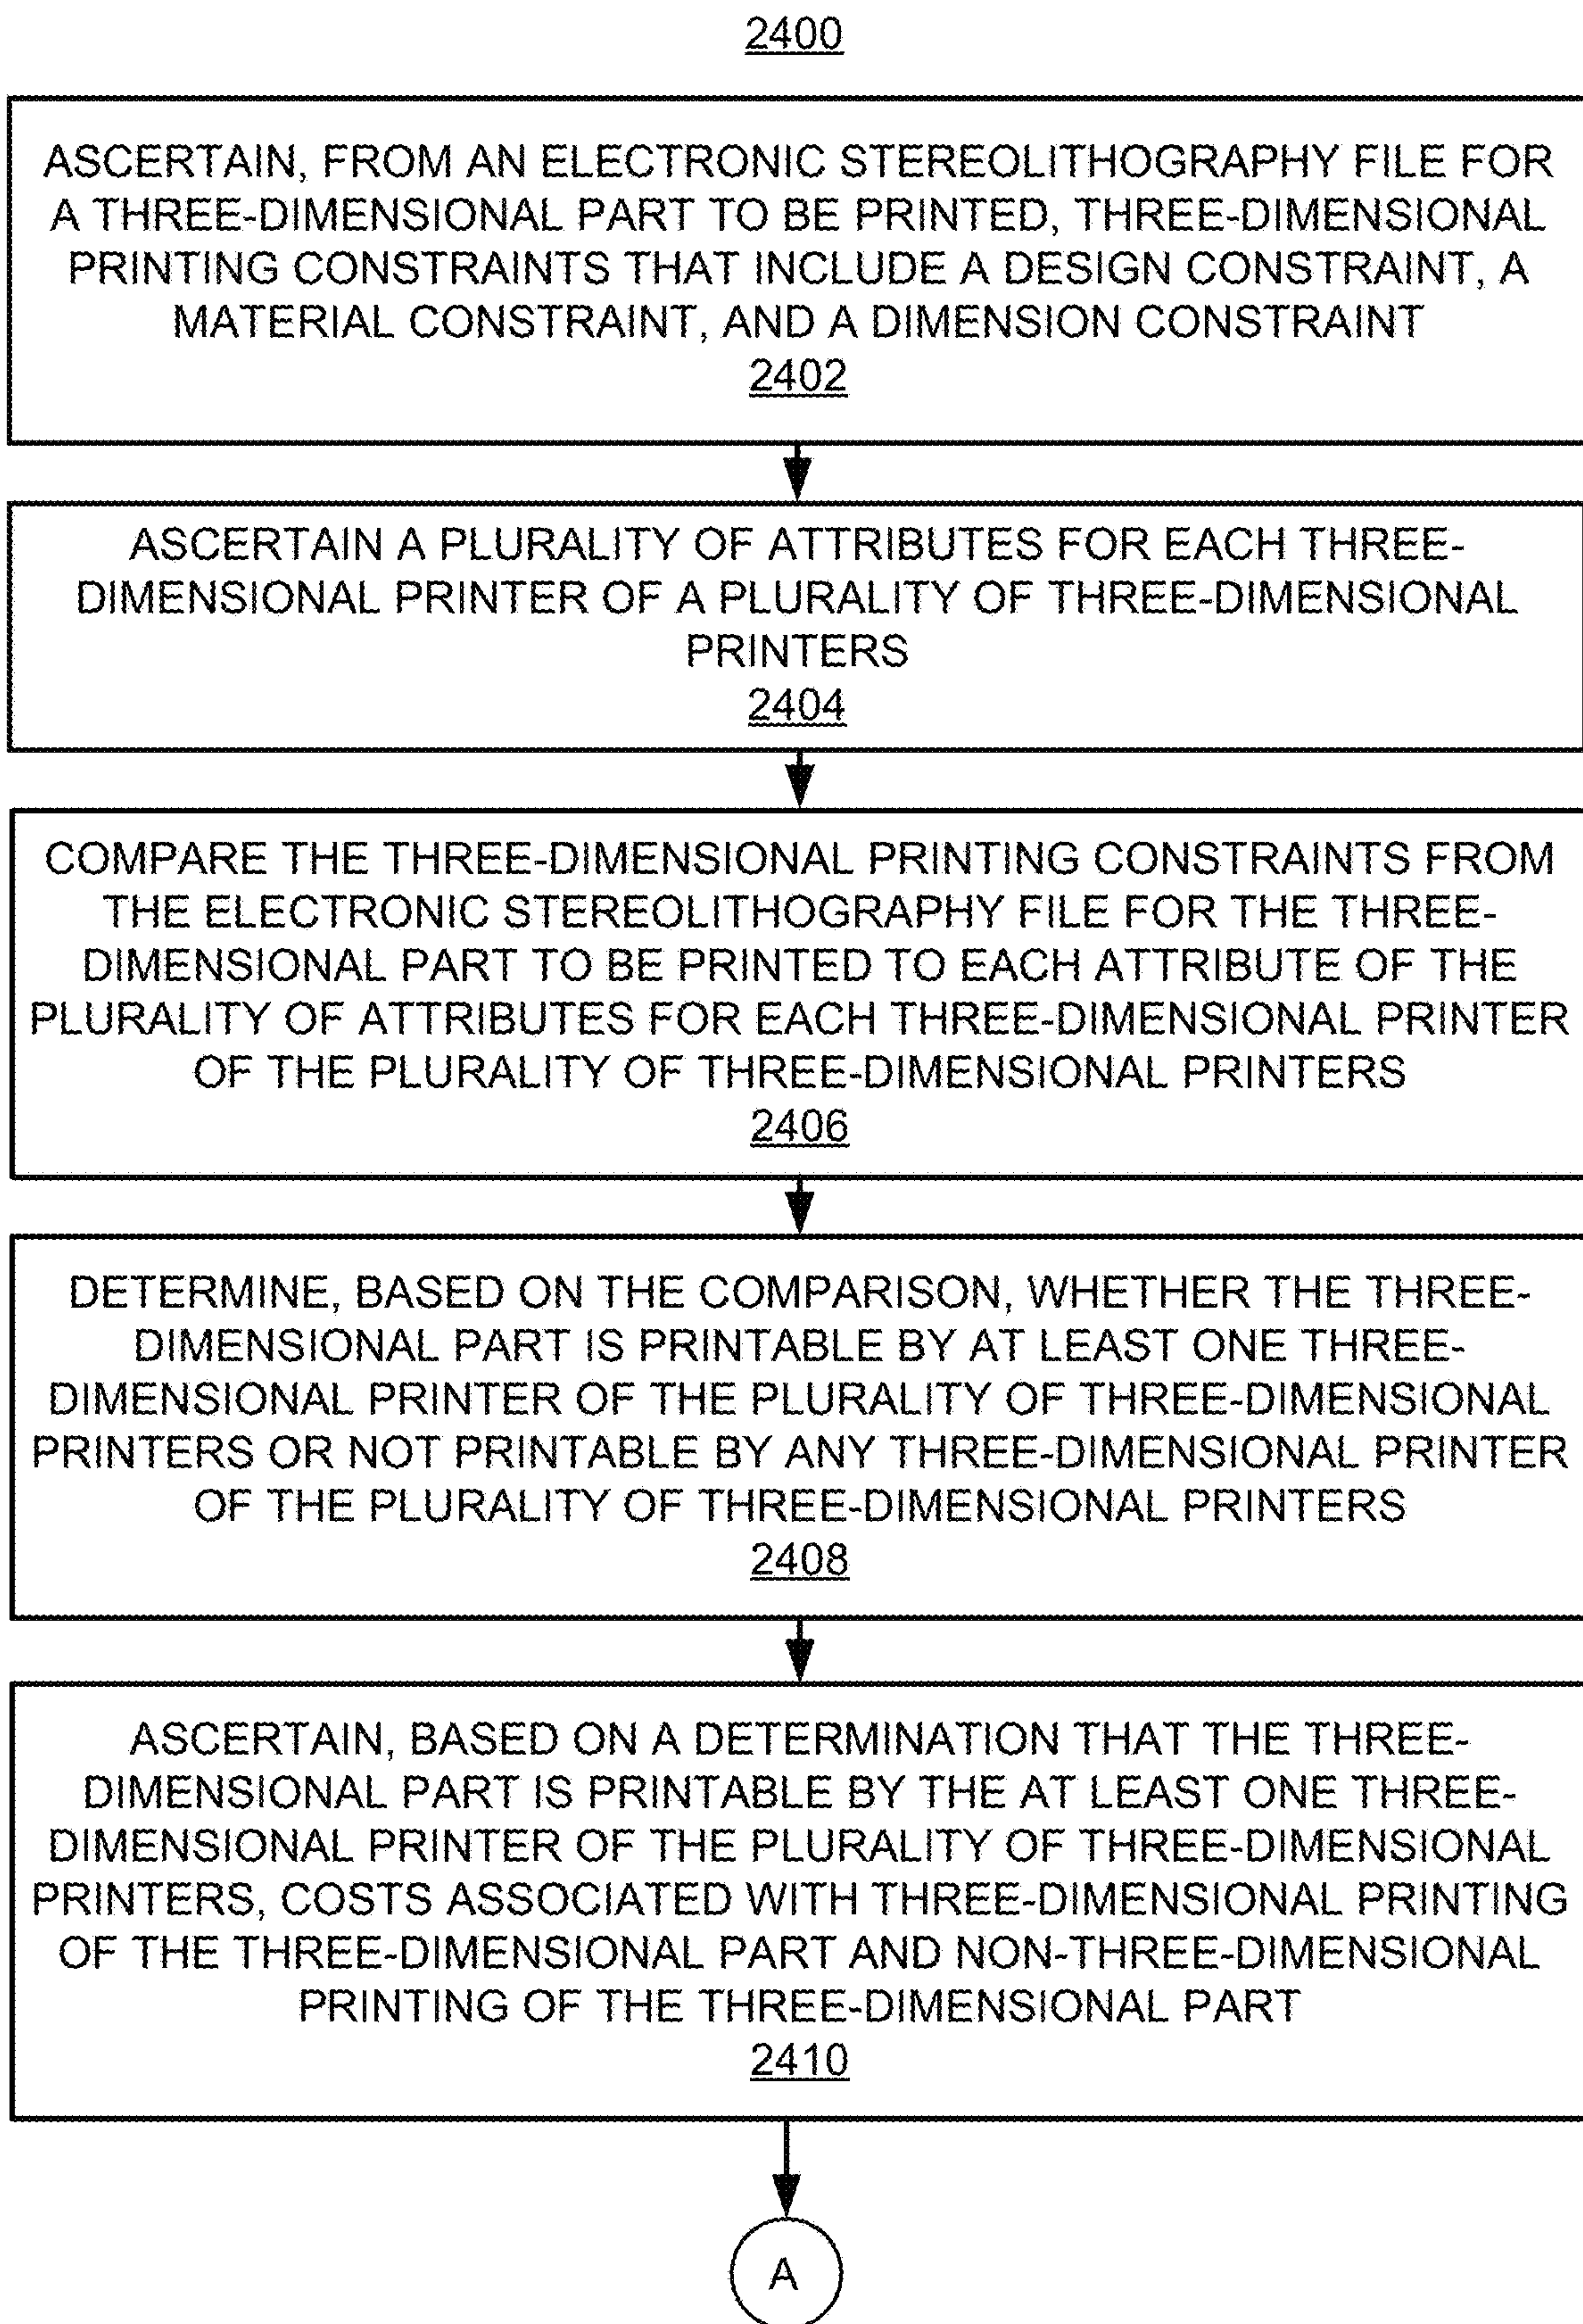 2400
ASCERTAIN, FROM AN ELECTRONIC STEREOLITHOGRAPHY FILE FOR
A THREE-DIMENSIONAL PART TO BE PRINTED, THREE-DIMENSIONAL
PRINTING CONSTRAINTS THAT INCLUDE A DESIGN CONSTRAINT, A
MATERIAL CONSTRAINT, AND A DIMENSION CONSTRAINT
2402
ASCERTAIN A PLURALITY OF ATTRIBUTES FOR EACH THREE-
DIMENSIONAL PRINTER OF A PLURALITY OF THREE-DIMENSIONAL
PRINTERS
2404
COMPARE THE THREE-DIMENSIONAL PRINTING CONSTRAINTS FROM
THE ELECTRONIC STEREOLITHOGRAPHY FILE FOR THE THREE-
DIMENSIONAL PART TO BE PRINTED TO EACH ATTRIBUTE OF THE
PLURALITY OF ATTRIBUTES FOR EACH THREE-DIMENSIONAL PRINTER
OF THE PLURALITY OF THREE-DIMENSIONAL PRINTERS
2406
DETERMINE, BASED ON THE COMPARISON, WHETHER THE THREE-
DIMENSIONAL PART IS PRINTABLE BY AT LEAST ONE THREE-
DIMENSIONAL PRINTER OF THE PLURALITY OF THREE-DIMENSIONAL
PRINTERS OR NOT PRINTABLE BY ANY THREE-DIMENSIONAL PRINTER
OF THE PLURALITY OF THREE-DIMENSIONAL PRINTERS
2408
ASCERTAIN, BASED ON A DETERMINATION THAT THE THREE-
DIMENSIONAL PART IS PRINTABLE BY THE AT LEAST ONE THREE-
DIMENSIONAL PRINTER OF THE PLURALITY OF THREE-DIMENSIONAL
PRINTERS, COSTS ASSOCIATED WITH THREE-DIMENSIONAL PRINTING
OF THE THREE-DIMENSIONAL PART AND NON-THREE-DIMENSIONAL
PRINTING OF THE THREE-DIMENSIONAL PART
2410
A